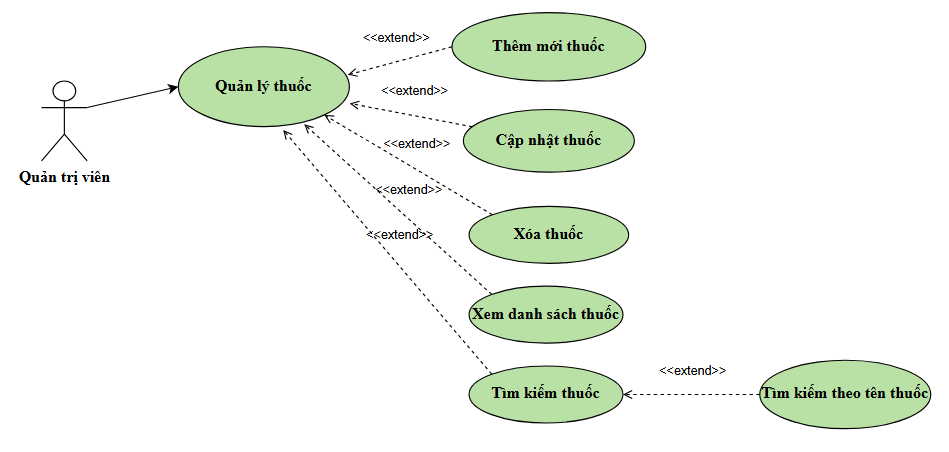 <<extend>>
Thêm mới thuốc
Quản lý thuốc
<<extend>>
Cập nhật thuốc
<<extend>>
Quản trị viên
<<extend>>
Xóa thuốc
<<extend>>
Xem danh sách thuốc
<<extend>>
Tìm kiếm thuốc
Tìm kiếm theo tên thuốc